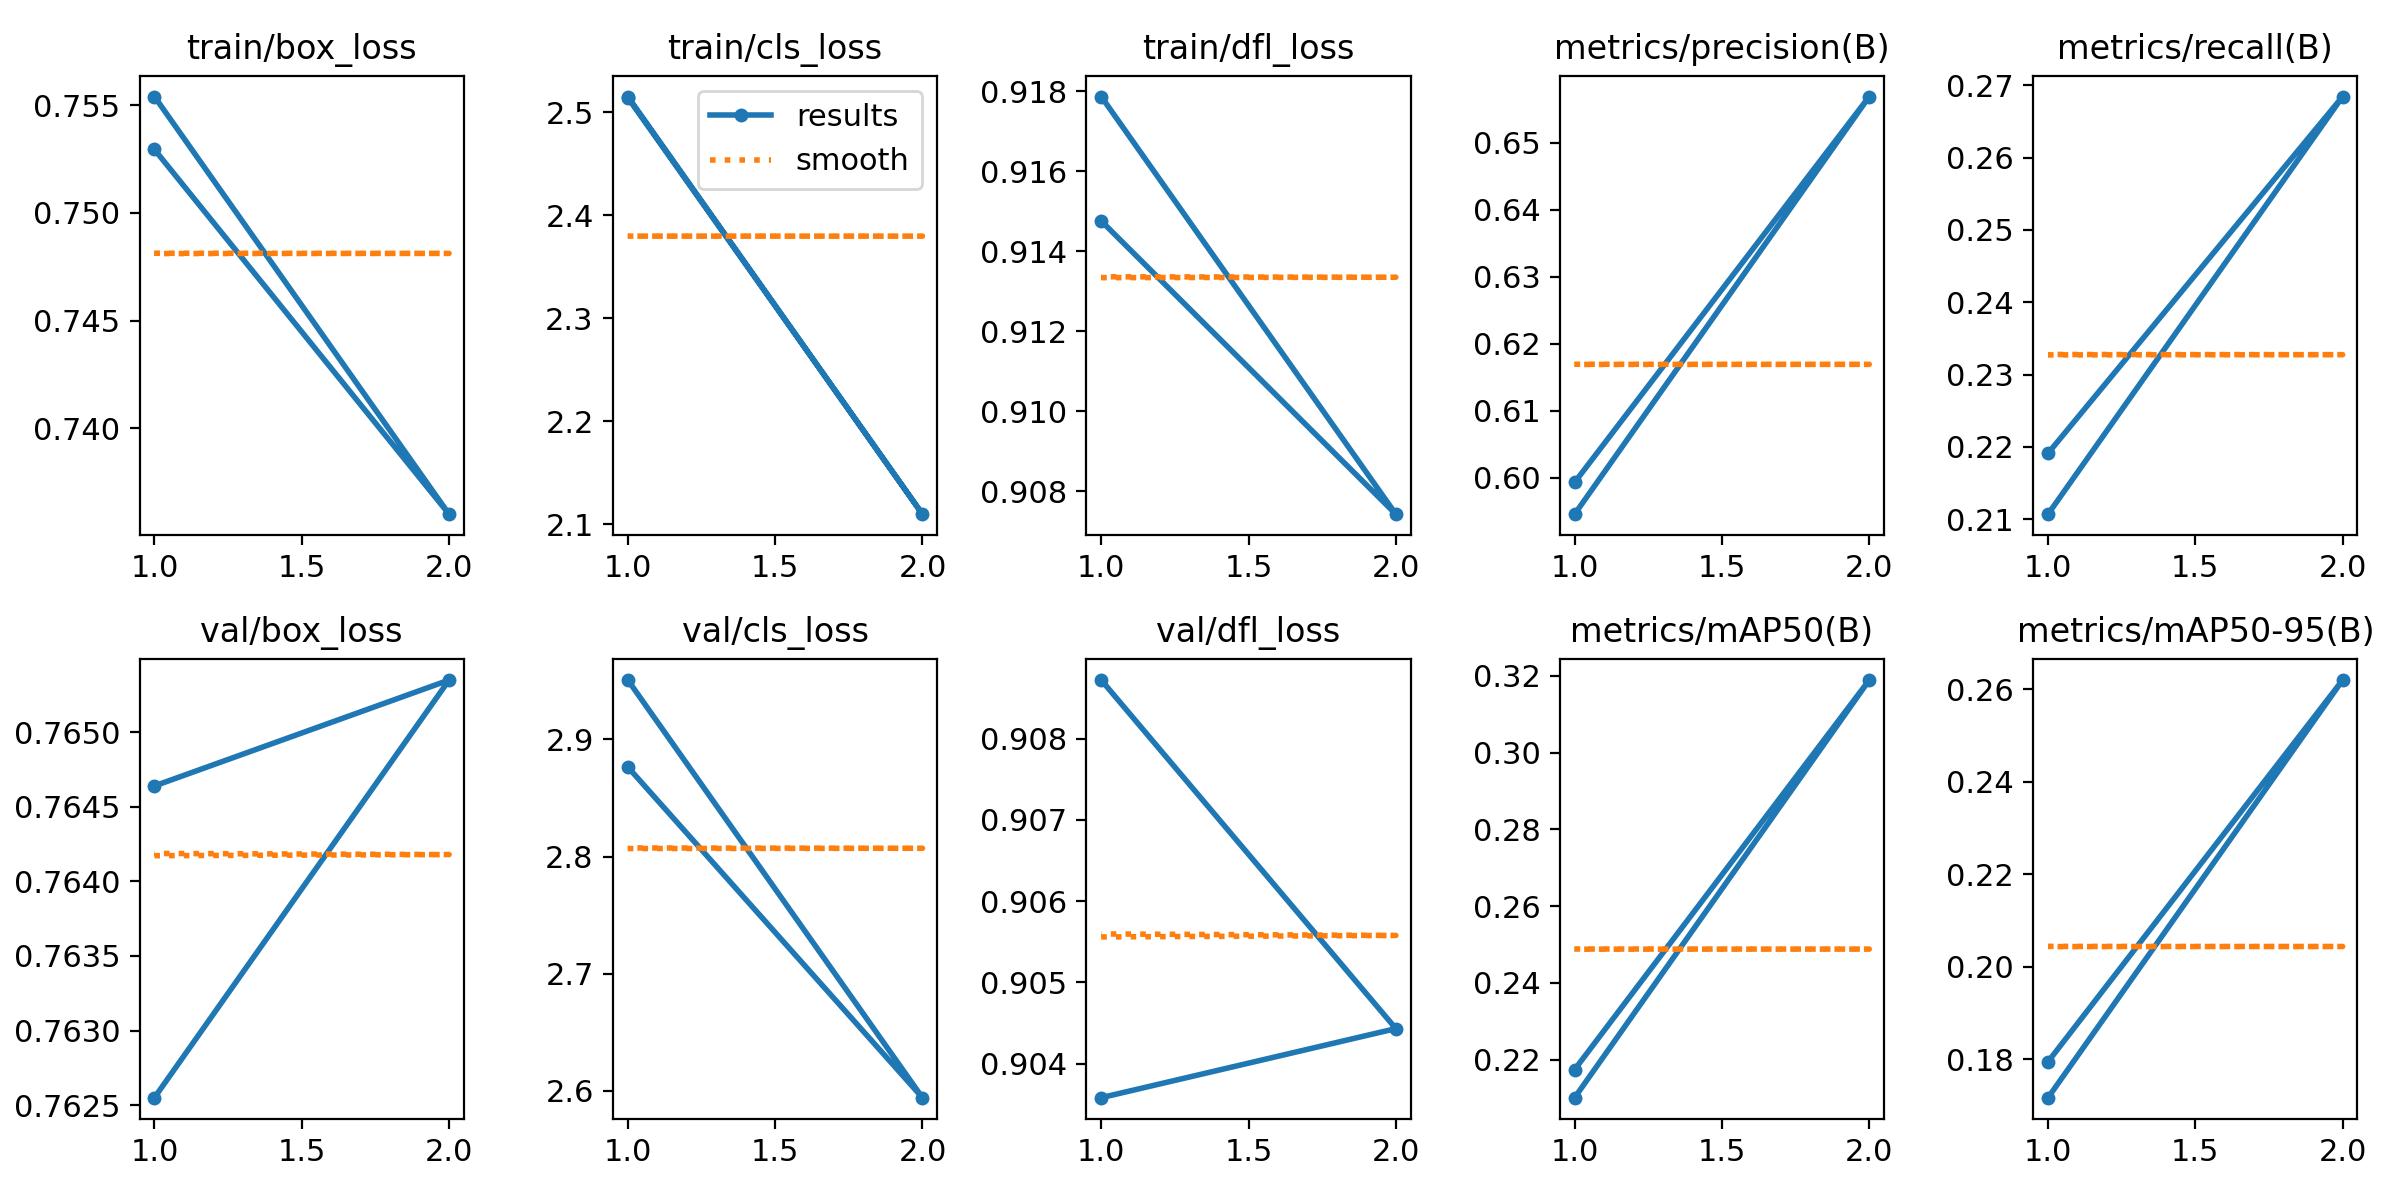 train/box_loss
0.755
0.750
0.745
0.740
1.0 1.5 2.0
train/cls_loss
results
smooth
2.5
2.4
2.3
2.2
2.1
1.0 1.5 2.0
train/dfl_loss
0.918
0.916
0.914
0.912
0.910
0.908
1.0 1.5 2.0
metrics/precision(B)
0.65
0.64
0.63
0.62
0.61
0.60
1.0 1.5 2.0
metrics/recall(B)
0.27
0.26
0.25
0.24
0.23
0.22
0.21
1.0 1.5 2.0
val/box_loss
0.7650
0.7645
0.7640
0.7635
0.7630
0.7625
1.0 1.5 2.0
val/cls_loss
2.9
2.8
2.7
2.6
1.0 1.5 2.0
val/dfl_loss
0.908
0.907
0.906
0.905
0.904
1.0 1.5 2.0
metrics/mAP50(B)
0.32
0.30
0.28
0.26
0.24
0.22
1.0 1.5 2.0
metrics/mAP50-95(B)
0.26
0.24
0.22
0.20
0.18
1.0 1.5 2.0